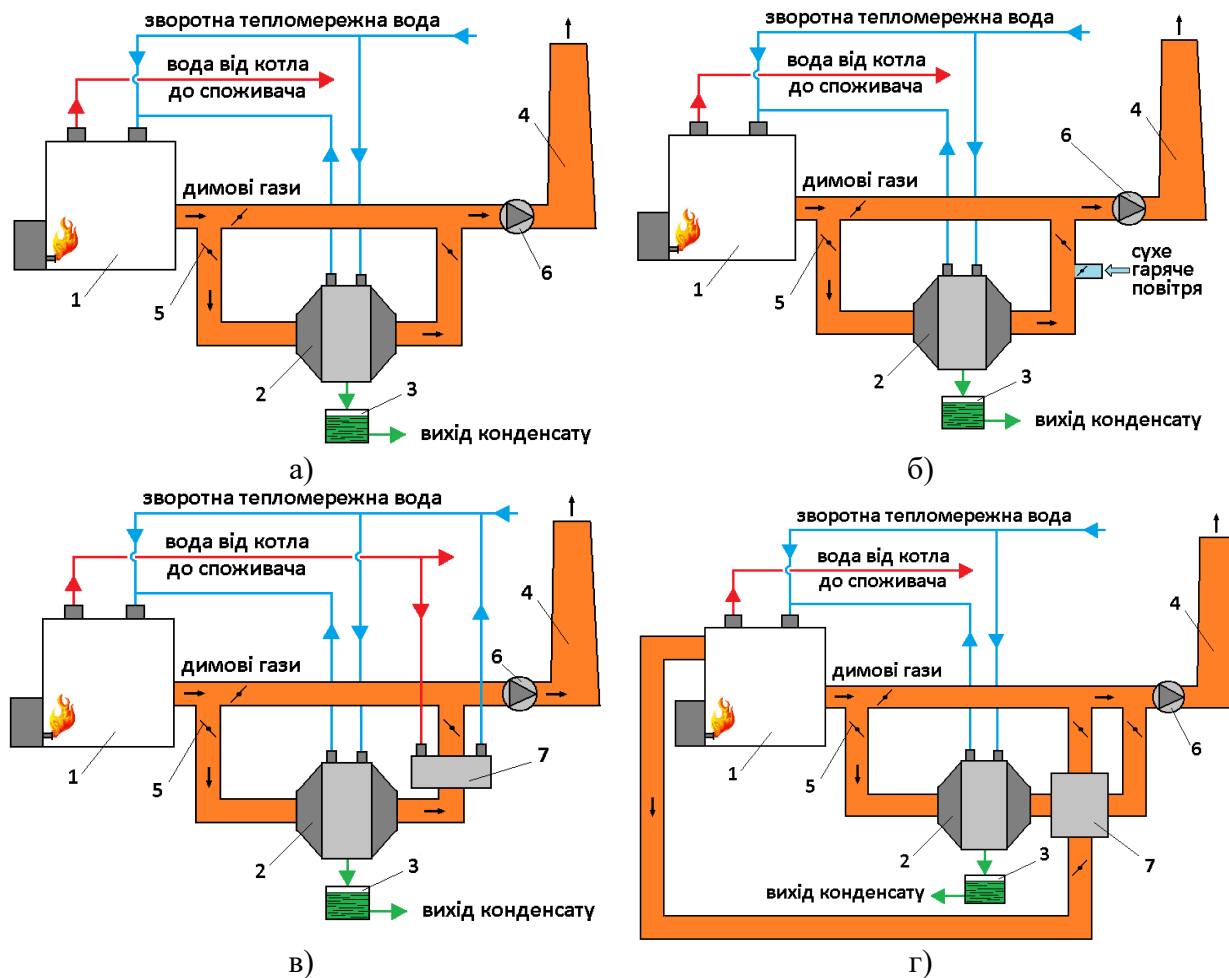 зворотна тепломережна вода
вода від котла
до споживача
4
димові гази
1
5
6
2
3
вихід конденсату
а)
зворотна тепломережна вода
вода від котла
до споживача
4
6
димові гази
1
5
сухе
гаряче
повітря
2
3
вихід конденсату
б)
зворотна тепломережна вода
вода від котла
до споживача
4
6
димові гази
1
5
7
2
3
вихід конденсату
в)
зворотна тепломережна вода
вода від котла
до споживача
4
димові гази
6
1
5
2
3
7
вихід конденсату
г)